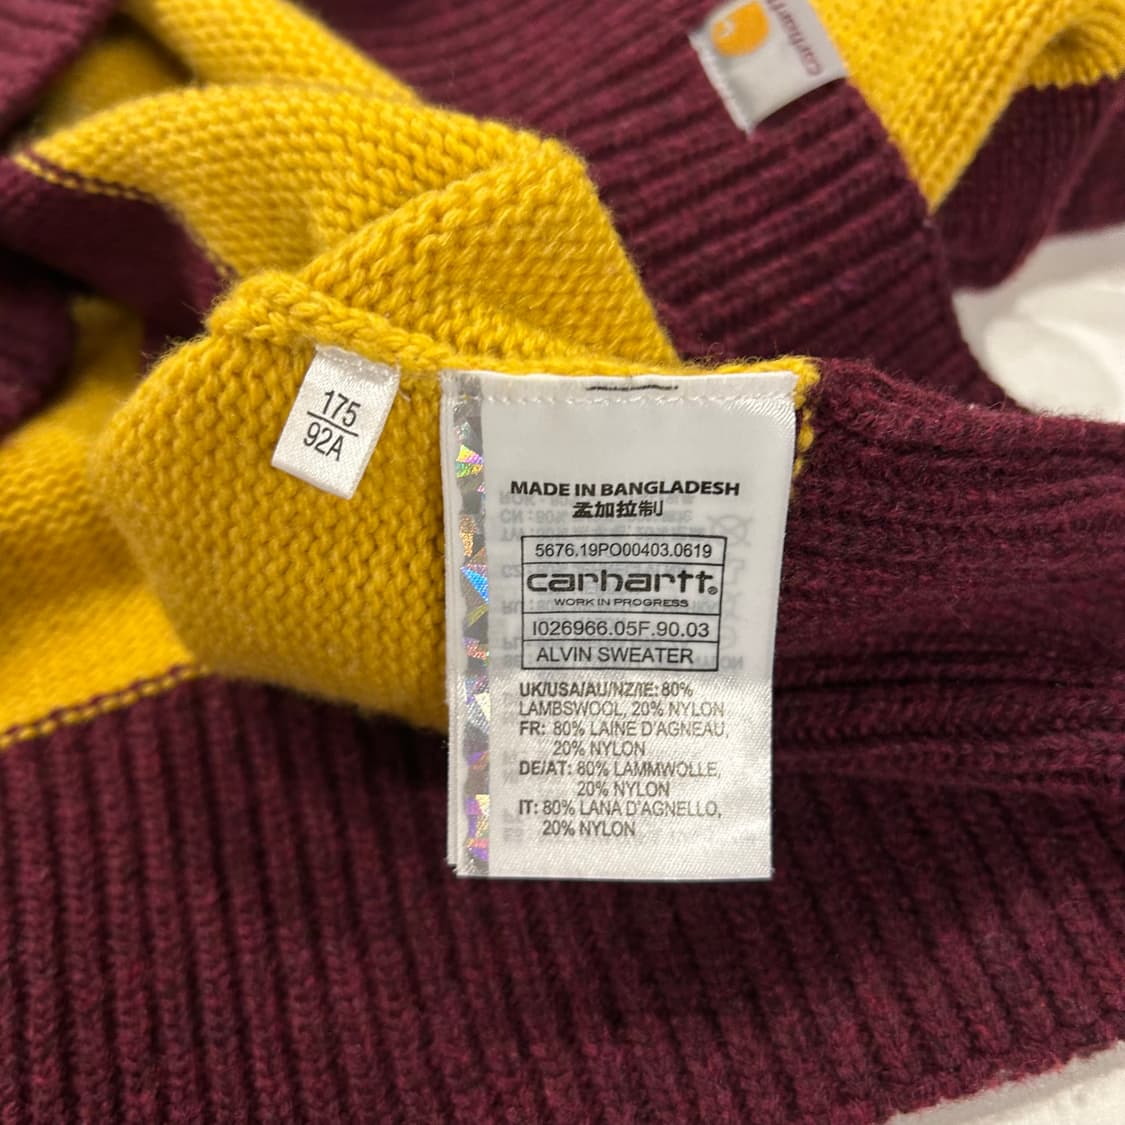 carhartt
175
92A
MADE IN BANGLADESH
孟加拉制
5676.19PO00403.0619
carhartt®
WORK IN PROGRESS
I026966.05F.90.03
ALVIN SWEATER
UK/USA/AU/NZ/IE: 80%
LAMBSWOOL, 20% NYLON
FR: 80% LAINE D'AGNEAU,
20% NYLON
DE/AT: 80% LAMMWOLLE,
20% NYLON
IT: 80% LANA D'AGNELLO,
20% NYLON